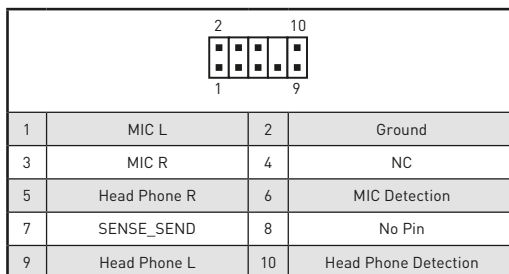 2 10
1 9
1 MIC L 2 Ground
3 MIC R 4 NC
5 Head Phone R 6 MIC Detection
7 SENSE_SEND 8 No Pin
9 Head Phone L 10 Head Phone Detection